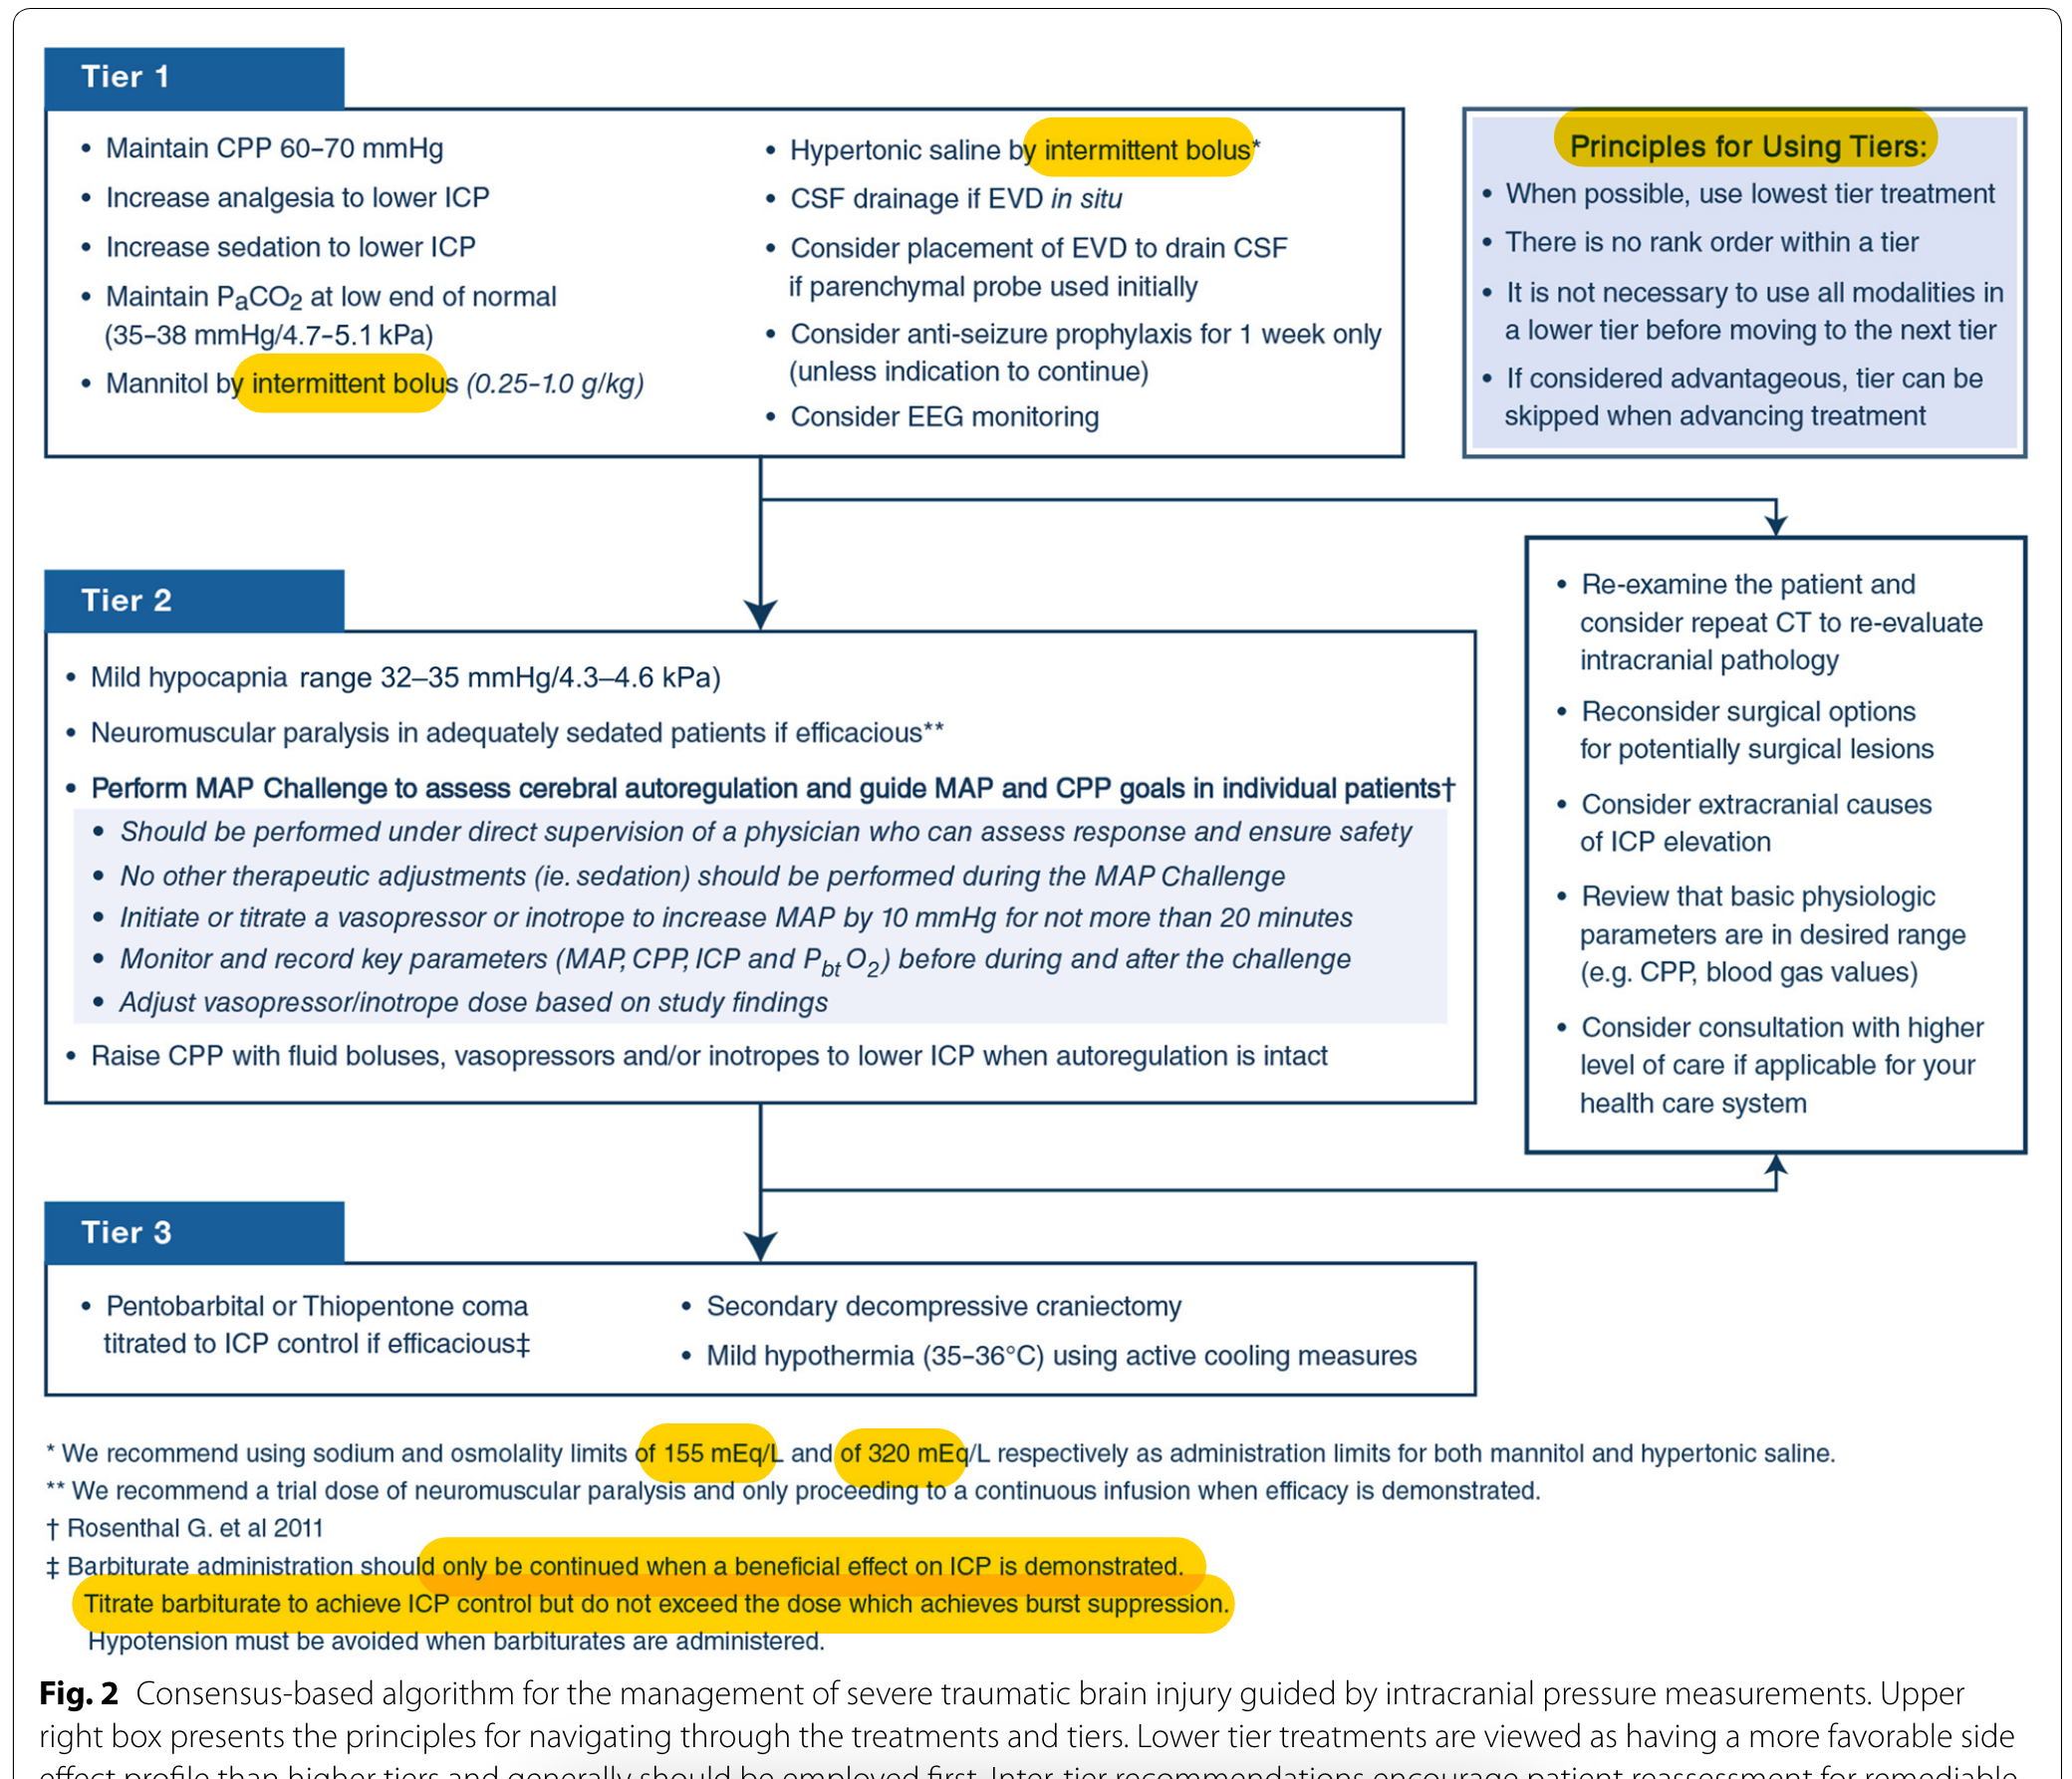 Tier 1
• Maintain CPP 60–70 mmHg
• Increase analgesia to lower ICP
• Increase sedation to lower ICP
• Maintain PaCO2 at low end of normal
(35–38 mmHg/4.7–5.1 kPa)
• Mannitol by intermittent bolus (0.25–1.0 g/kg)
• Hypertonic saline by intermittent bolus*
• CSF drainage if EVD in situ
• Consider placement of EVD to drain CSF
if parenchymal probe used initially
• Consider anti-seizure prophylaxis for 1 week only
(unless indication to continue)
• Consider EEG monitoring
Principles for Using Tiers:
• When possible, use lowest tier treatment
• There is no rank order within a tier
• It is not necessary to use all modalities in
a lower tier before moving to the next tier
• If considered advantageous, tier can be
skipped when advancing treatment
Tier 2
• Mild hypocapnia range 32–35 mmHg/4.3–4.6 kPa)
• Neuromuscular paralysis in adequately sedated patients if efficacious**
• Perform MAP Challenge to assess cerebral autoregulation and guide MAP and CPP goals in individual patients†
• Should be performed under direct supervision of a physician who can assess response and ensure safety
• No other therapeutic adjustments (ie. sedation) should be performed during the MAP Challenge
• Initiate or titrate a vasopressor or inotrope to increase MAP by 10 mmHg for not more than 20 minutes
• Monitor and record key parameters (MAP, CPP, ICP and PbtO2) before during and after the challenge
• Adjust vasopressor/inotrope dose based on study findings
• Raise CPP with fluid boluses, vasopressors and/or inotropes to lower ICP when autoregulation is intact
• Re-examine the patient and
consider repeat CT to re-evaluate
intracranial pathology
• Reconsider surgical options
for potentially surgical lesions
• Consider extracranial causes
of ICP elevation
• Review that basic physiologic
parameters are in desired range
(e.g. CPP, blood gas values)
• Consider consultation with higher
level of care if applicable for your
health care system
Tier 3
• Pentobarbital or Thiopentone coma
titrated to ICP control if efficacious‡
• Secondary decompressive craniectomy
• Mild hypothermia (35–36°C) using active cooling measures
* We recommend using sodium and osmolality limits of 155 mEq/L and of 320 mEq/L respectively as administration limits for both mannitol and hypertonic saline.
** We recommend a trial dose of neuromuscular paralysis and only proceeding to a continuous infusion when efficacy is demonstrated.
† Rosenthal G. et al 2011
‡ Barbiturate administration should only be continued when a beneficial effect on ICP is demonstrated.
Titrate barbiturate to achieve ICP control but do not exceed the dose which achieves burst suppression.
Hypotension must be avoided when barbiturates are administered.
Fig. 2 Consensus-based algorithm for the management of severe traumatic brain injury guided by intracranial pressure measurements. Upper
right box presents the principles for navigating through the treatments and tiers. Lower tier treatments are viewed as having a more favorable side
effect profile than higher tiers and generally should be employed first. Inter-tier recommendations encourage patient reassessment for remediable